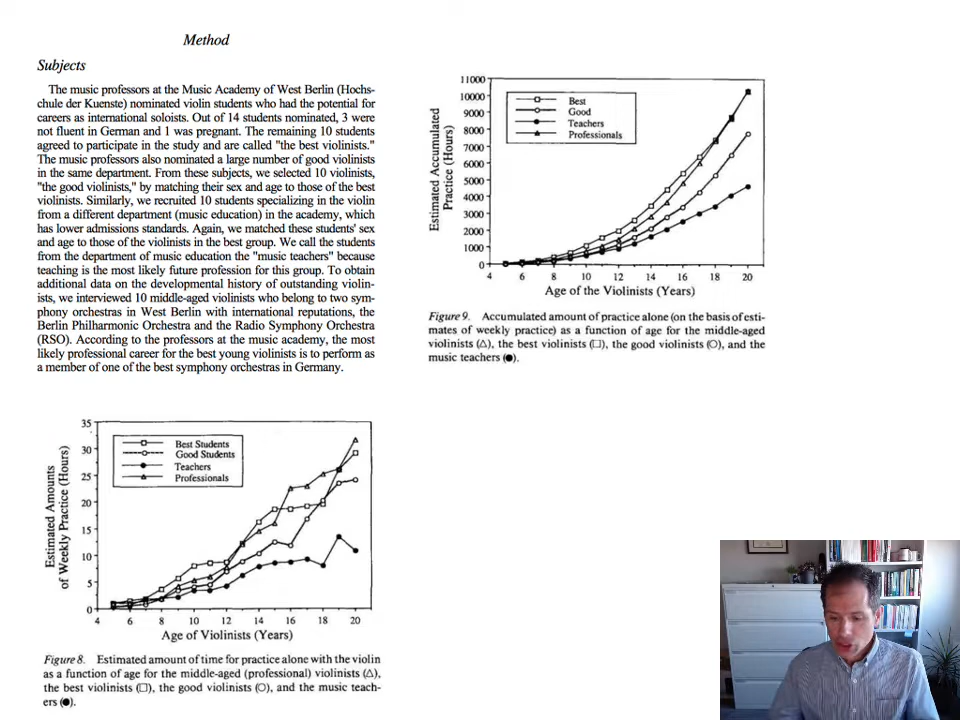 Method
Subjects
The music professors at the Music Academy of West Berlin (Hochs-
chule der Kuenste) nominated violin students who had the potential for
careers as international soloists. Out of 14 students nominated, 3 were
not fluent in German and 1 was pregnant. The remaining 10 students
agreed to participate in the study and are called "the best violinists."
The music professors also nominated a large number of good violinists
in the same department. From these subjects, we selected 10 violinists,
"the good violinists," by matching their sex and age to those of the best
violinists. Similarly, we recruited 10 students specializing in the violin
from a different department (music education) in the academy, which
has lower admissions standards. Again, we matched these students' sex
and age to those of the violinists in the best group. We call the students
from the department of music education the "music teachers" because
teaching is the most likely future profession for this group. To obtain
additional data on the developmental history of outstanding violin-
ists, we interviewed 10 middle-aged violinists who belong to two sym-
phony orchestras in West Berlin with international reputations, the
Berlin Philharmonic Orchestra and the Radio Symphony Orchestra
(RSO). According to the professors at the music academy, the most
likely professional career for the best young violinists is to perform as
a member of one of the best symphony orchestras in Germany.
Estimated Accumulated
Practice (Hours)
11000
10000
9000
8000
7000
6000
5000
4000
3000
2000
1000
0
Best
Good
Teachers
Professionals
4 6 8 10 12 14 16 18 20
Age of the Violinists (Years)
Figure 9. Accumulated amount of practice alone (on the basis of esti-
mates of weekly practice) as a function of age for the middle-aged
violinists (△), the best violinists (□), the good violinists (○), and the
music teachers (●).
Estimated Amounts
of Weekly Practice (Hours)
35
30
25
20
15
10
5
0
Best Students
Good Students
Teachers
Professionals
4 6 8 10 12 14 16 18 20
Age of Violinists (Years)
Figure 8. Estimated amount of time for practice alone with the violin
as a function of age for the middle-aged (professional) violinists (△),
the best violinists (□), the good violinists (○), and the music teach-
ers (●).